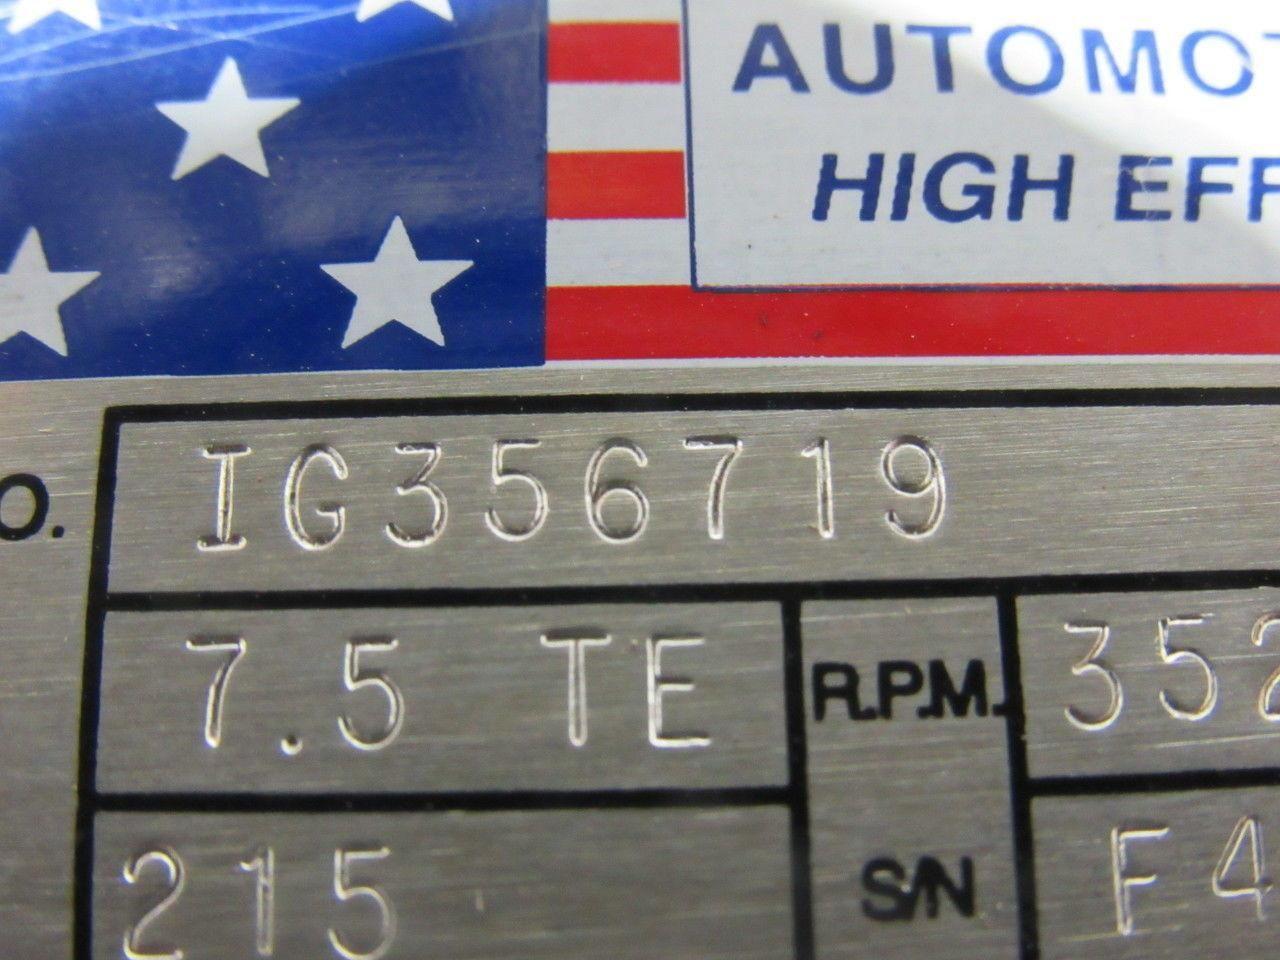 AUTOMOT
HIGH EFF
O. IG356719
7.5 TE R.P.M. 352
215 S/N F4